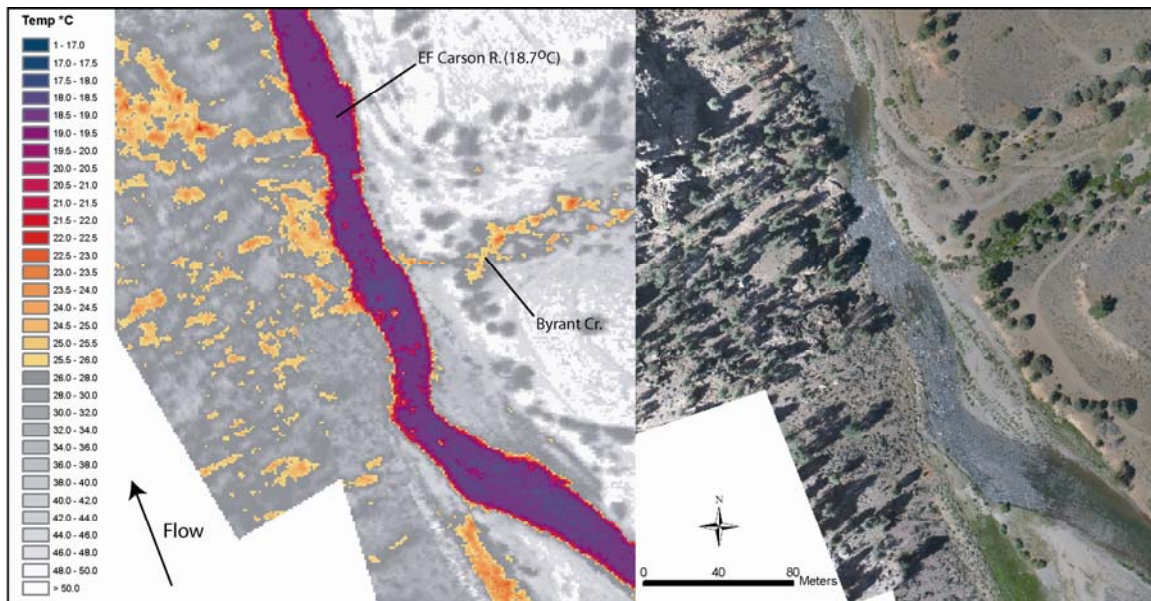 Temp °C
1 - 17.0
17.0 - 17.5
17.5 - 18.0
18.0 - 18.5
18.5 - 19.0
19.0 - 19.5
19.5 - 20.0
20.0 - 20.5
20.5 - 21.0
21.0 - 21.5
21.5 - 22.0
22.0 - 22.5
22.5 - 23.0
23.0 - 23.5
23.5 - 24.0
24.0 - 24.5
24.5 - 25.0
25.0 - 25.5
25.5 - 26.0
26.0 - 28.0
28.0 - 30.0
30.0 - 32.0
32.0 - 34.0
34.0 - 36.0
36.0 - 38.0
38.0 - 40.0
40.0 - 42.0
42.0 - 44.0
44.0 - 46.0
46.0 - 48.0
48.0 - 50.0
> 50.0
EF Carson R. (18.7°C)
Byrant Cr.
Flow
N
0 40 80
Meters